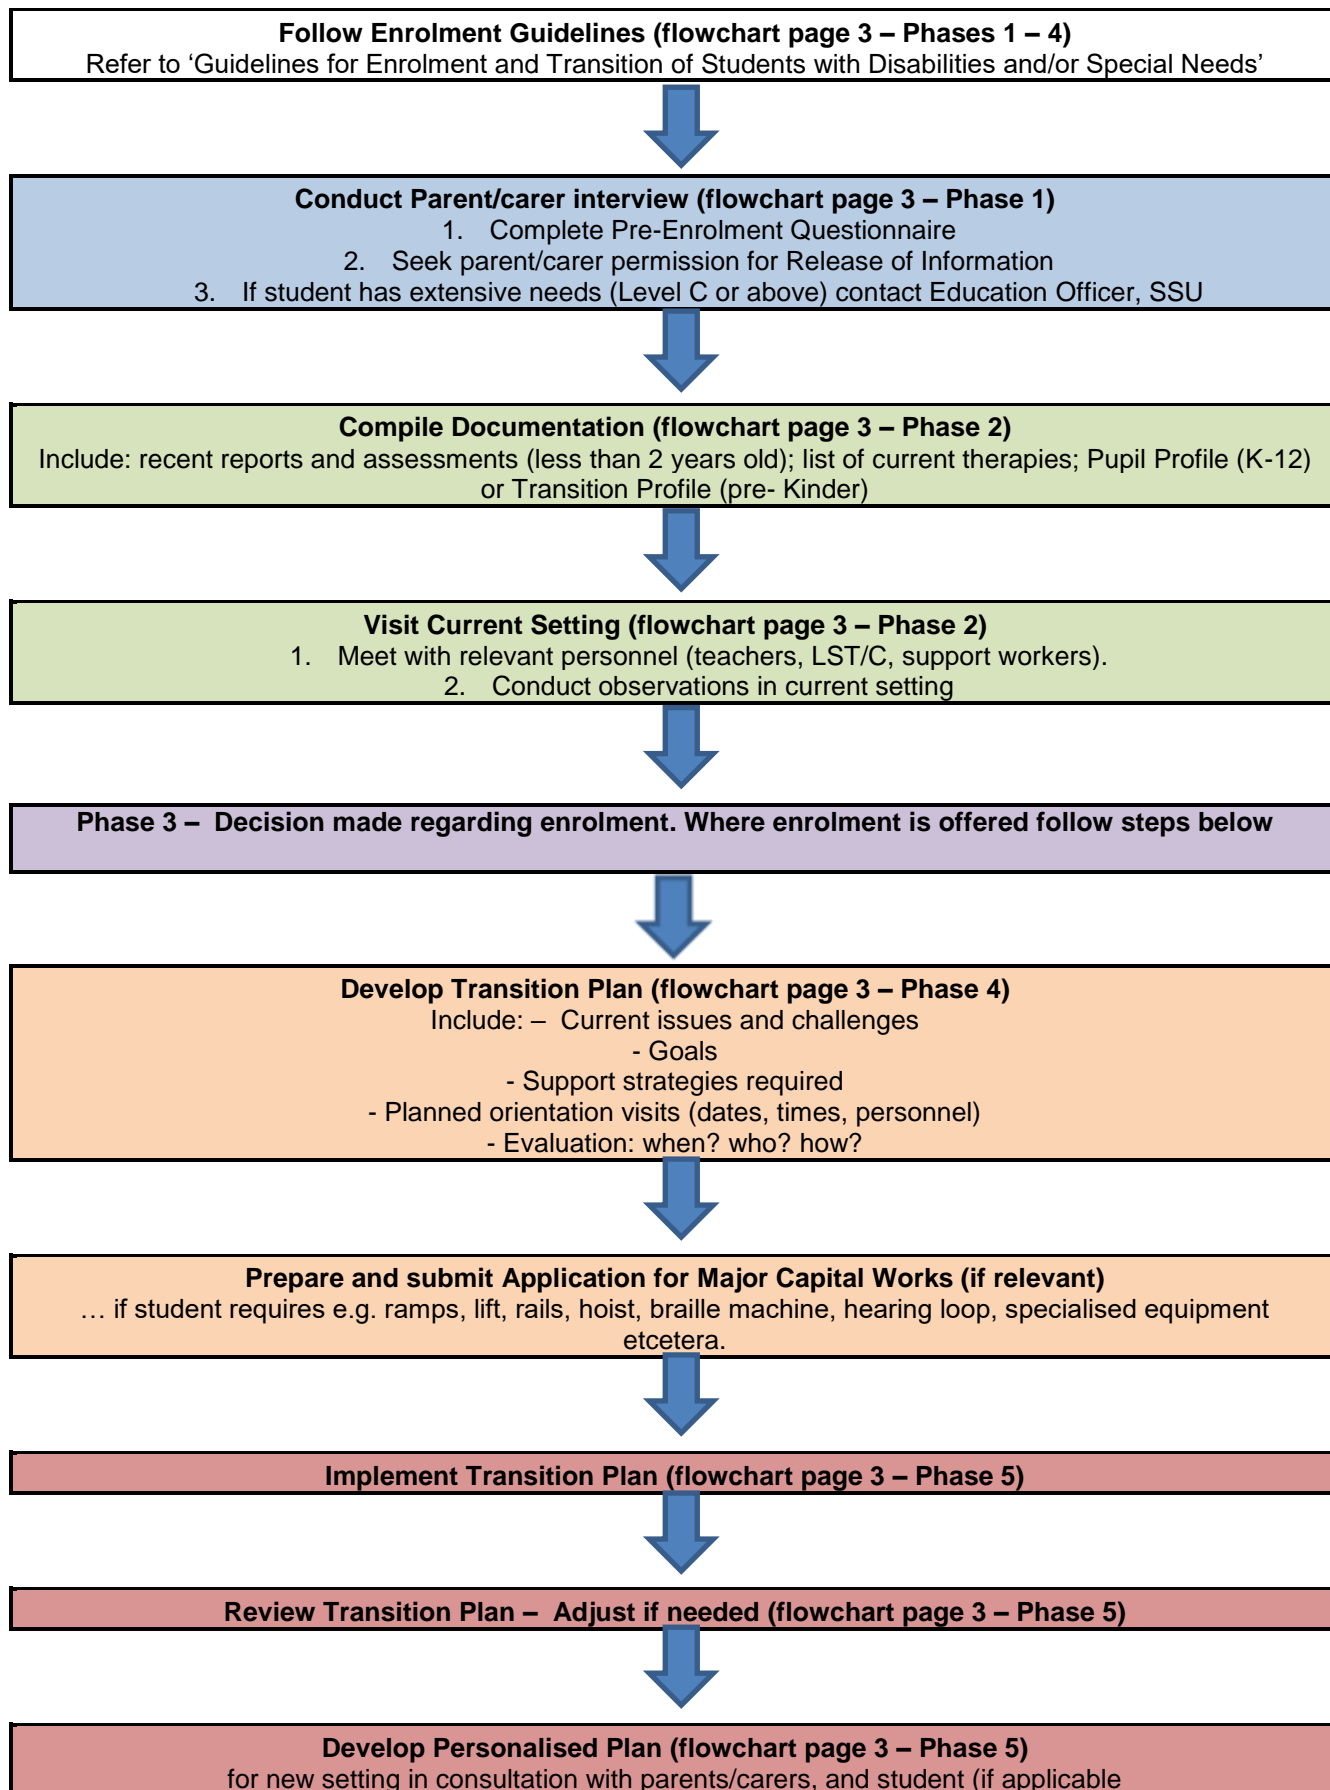 Follow Enrolment Guidelines (flowchart page 3 – Phases 1 – 4)
Refer to ‘Guidelines for Enrolment and Transition of Students with Disabilities and/or Special Needs’
Conduct Parent/carer interview (flowchart page 3 – Phase 1)
1. Complete Pre-Enrolment Questionnaire
2. Seek parent/carer permission for Release of Information
3. If student has extensive needs (Level C or above) contact Education Officer, SSU
Compile Documentation (flowchart page 3 – Phase 2)
Include: recent reports and assessments (less than 2 years old); list of current therapies; Pupil Profile (K-12)
or Transition Profile (pre- Kinder)
Visit Current Setting (flowchart page 3 – Phase 2)
1. Meet with relevant personnel (teachers, LST/C, support workers).
2. Conduct observations in current setting
Phase 3 – Decision made regarding enrolment. Where enrolment is offered follow steps below
Develop Transition Plan (flowchart page 3 – Phase 4)
Include: – Current issues and challenges
- Goals
- Support strategies required
- Planned orientation visits (dates, times, personnel)
- Evaluation: when? who? how?
Prepare and submit Application for Major Capital Works (if relevant)
… if student requires e.g. ramps, lift, rails, hoist, braille machine, hearing loop, specialised equipment
etcetera.
Implement Transition Plan (flowchart page 3 – Phase 5)
Review Transition Plan – Adjust if needed (flowchart page 3 – Phase 5)
Develop Personalised Plan (flowchart page 3 – Phase 5)
for new setting in consultation with parents/carers, and student (if applicable